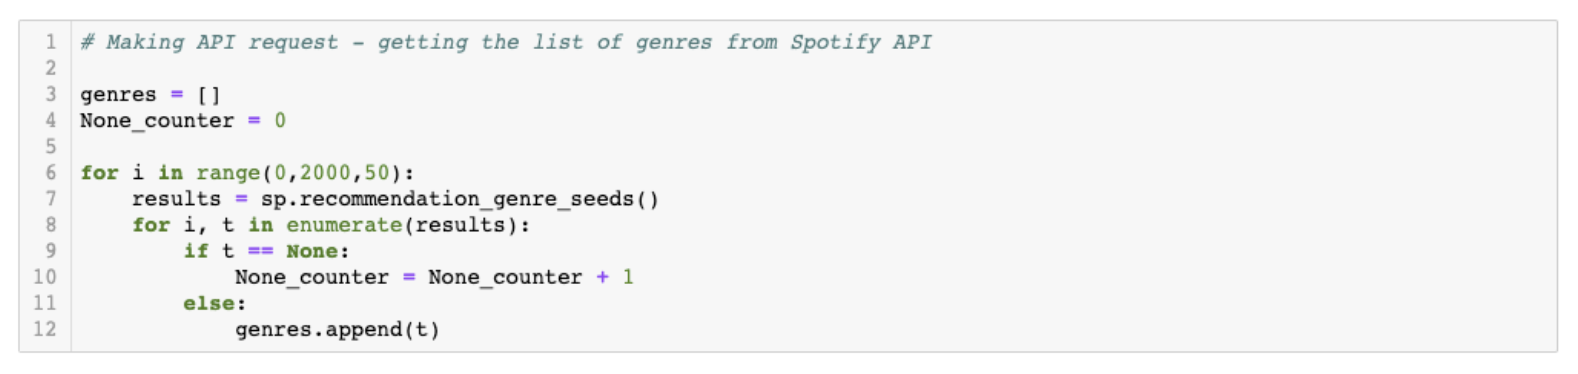 1 # Making API request - getting the list of genres from Spotify API
2
3 genres = []
4 None_counter = 0
5
6 for i in range(0,2000,50):
7     results = sp.recommendation_genre_seeds()
8     for i, t in enumerate(results):
9         if t == None:
10             None_counter = None_counter + 1
11         else:
12             genres.append(t)